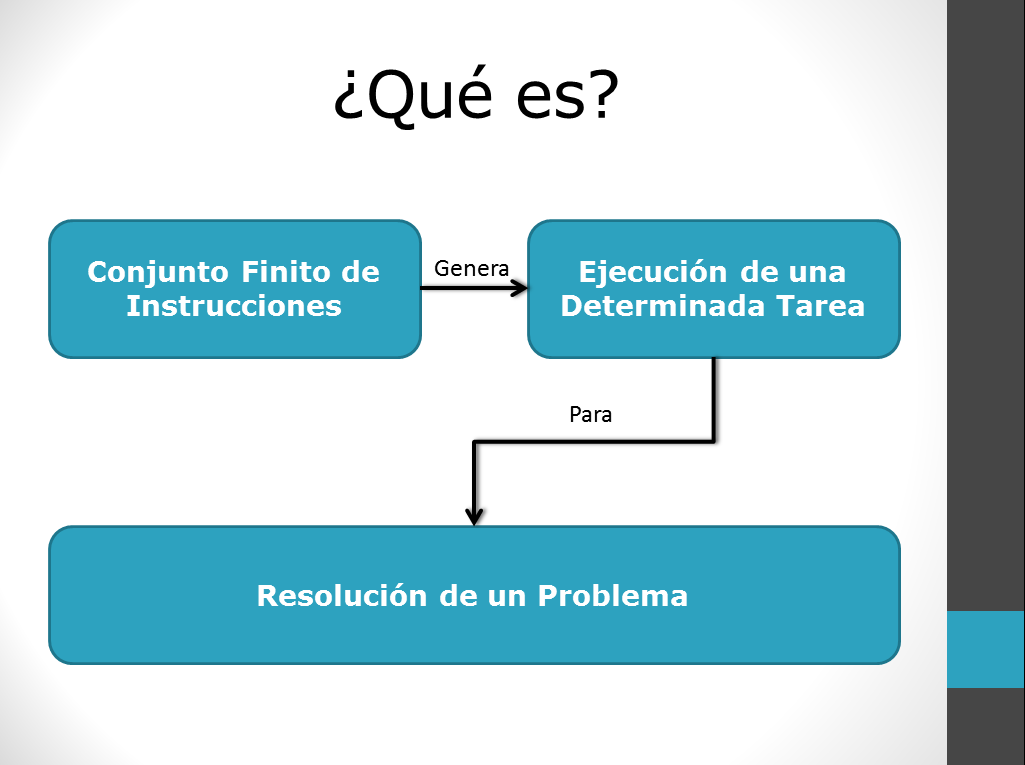 ¿Qué es?
Conjunto Finito de
Instrucciones
Genera
Ejecución de una
Determinada Tarea
Para
Resolución de un Problema